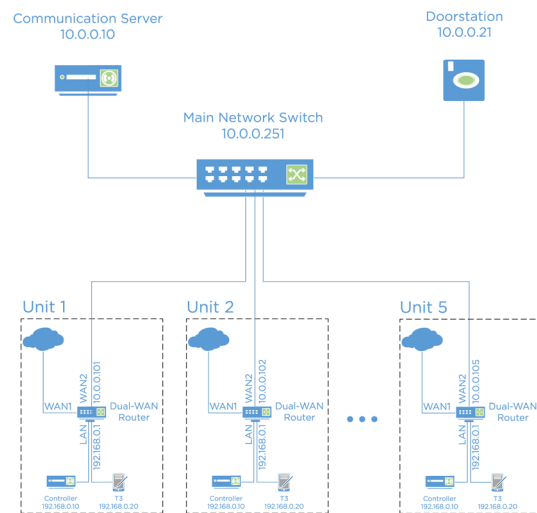 Communication Server
10.0.0.10
Doorstation
10.0.0.21
Main Network Switch
10.0.0.251
Unit 1
WAN1
WAN2
10.0.0.101
Dual-WAN
Router
LAN
192.168.0.1
Controller
192.168.0.10
T3
192.168.0.20
Unit 2
WAN1
WAN2
10.0.0.102
Dual-WAN
Router
LAN
192.168.0.1
Controller
192.168.0.10
T3
192.168.0.20
Unit 5
WAN1
WAN2
10.0.0.105
Dual-WAN
Router
LAN
192.168.0.1
Controller
192.168.0.10
T3
192.168.0.20